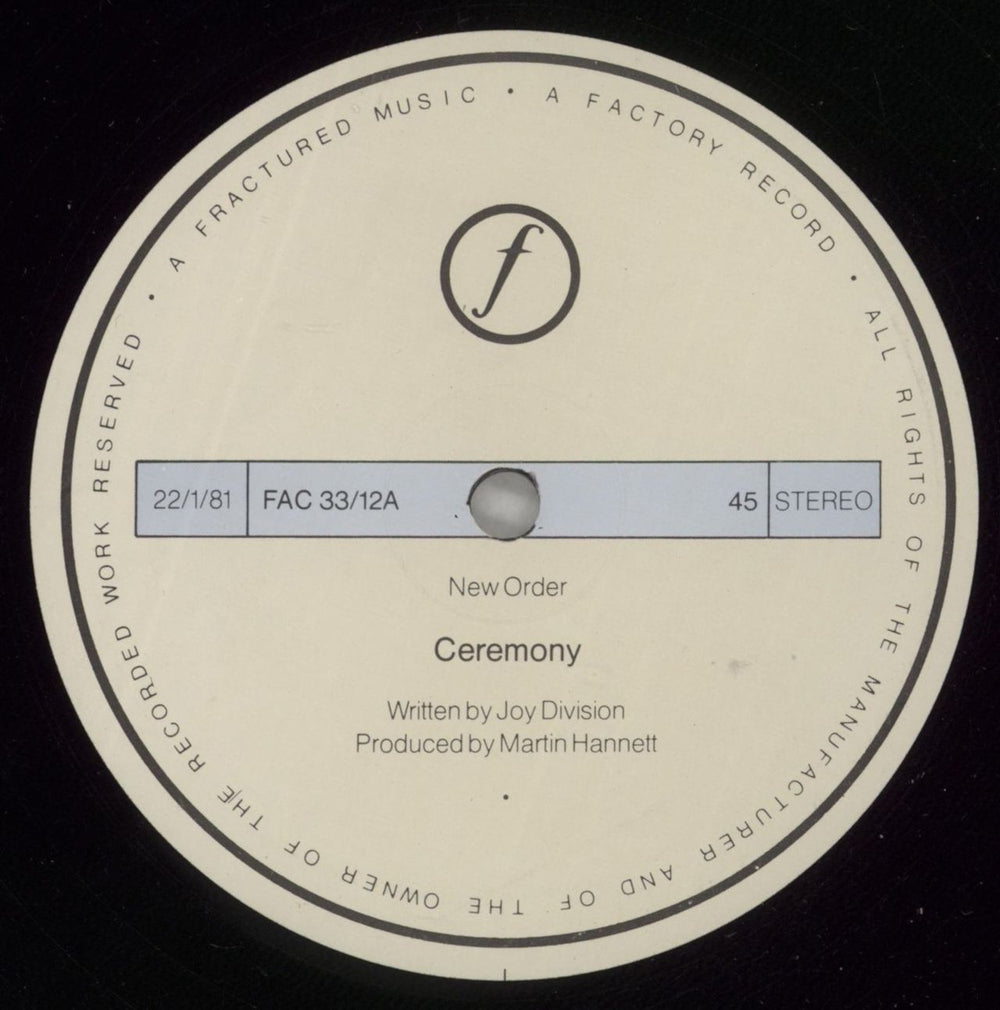 A FRACTURED MUSIC • A FACTORY RECORD • ALL RIGHTS OF THE MANUFACTURER AND OF THE OWNER OF THE RECORDED WORK RESERVED •
f
22/1/81 FAC 33/12A 45 STEREO
New Order
Ceremony
Written by Joy Division
Produced by Martin Hannett